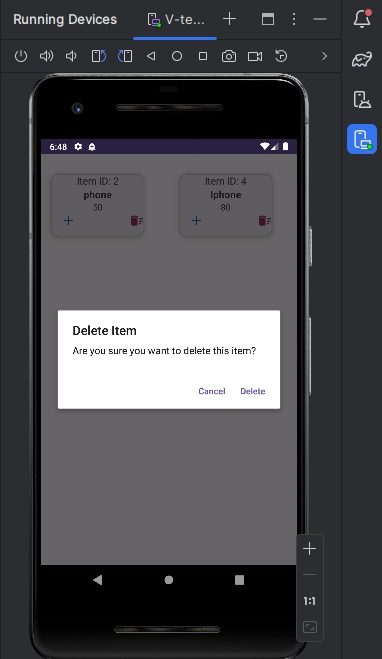 Running Devices
V-te...
6:48
Item ID: 2
phone
50
Item ID: 4
Iphone
80
Delete Item
Are you sure you want to delete this item?
Cancel
Delete
1:1